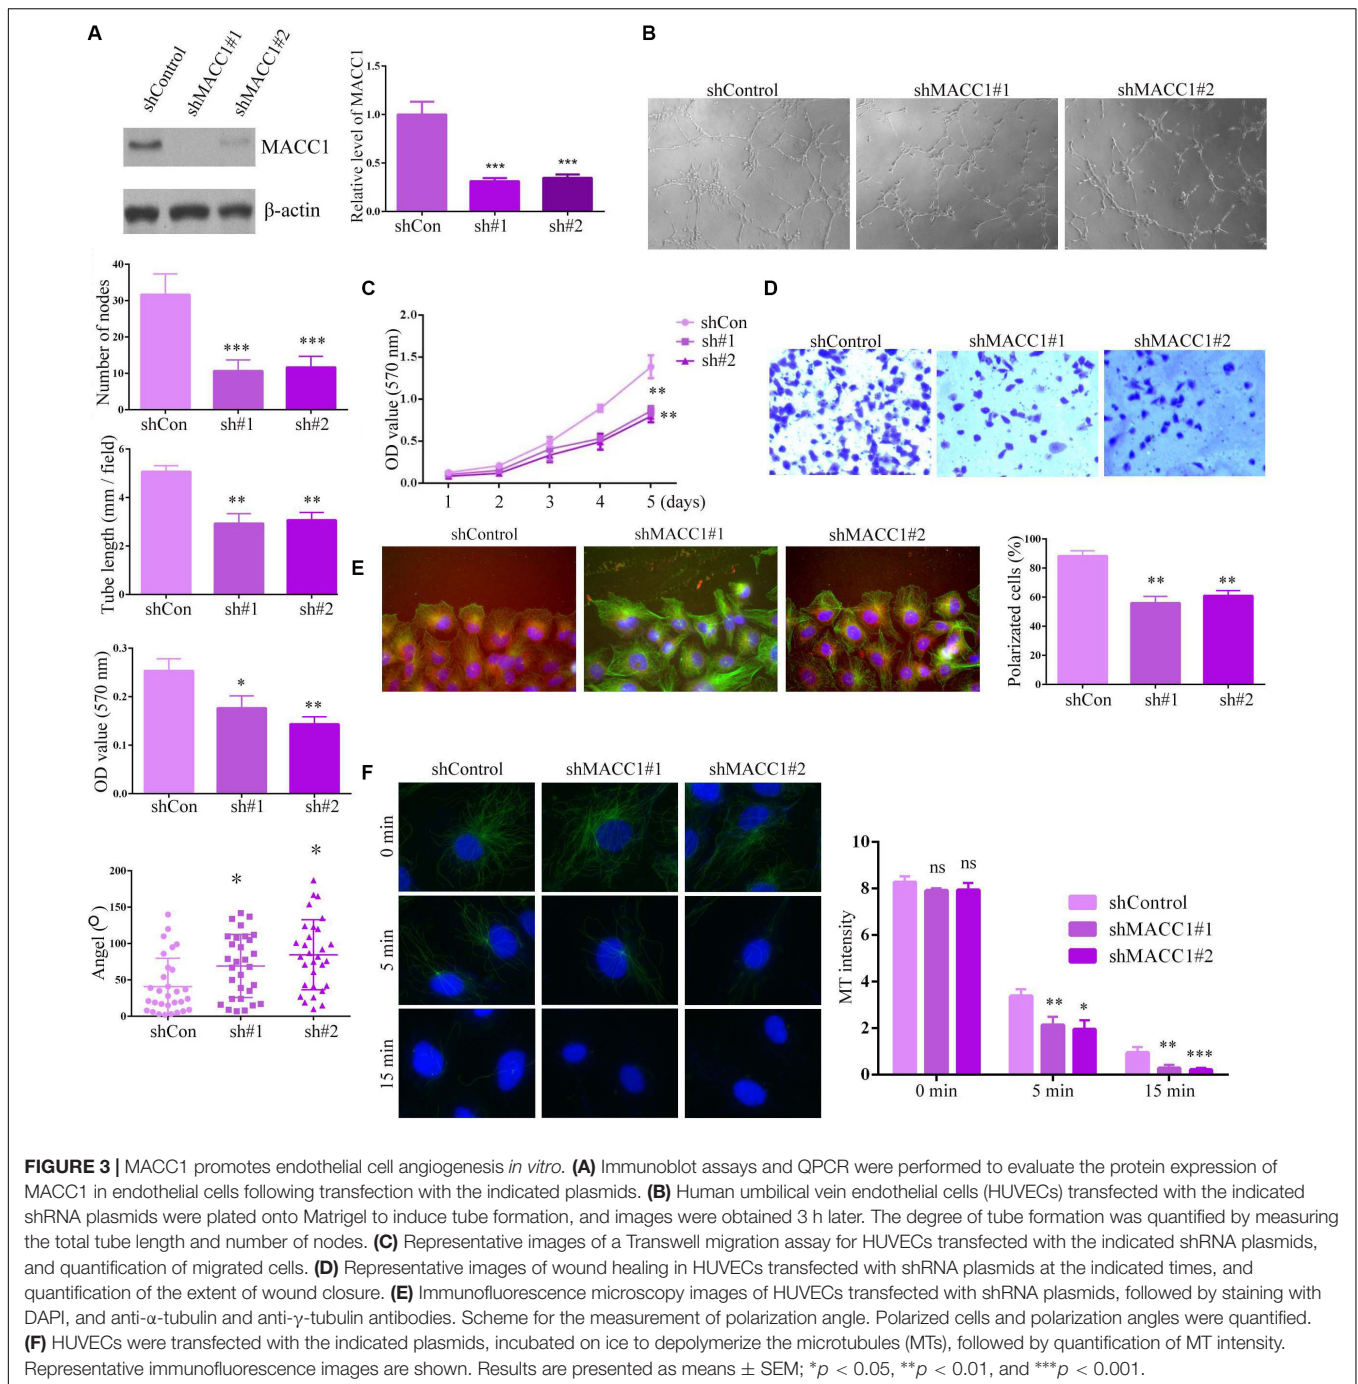 A
shControl
shMACC1#1
shMACC1#2
MACC1
β-actin
Relative level of MACC1
1.5
1.0
0.5
0.0
***
***
shCon sh#1 sh#2
B
shControl shMACC1#1 shMACC1#2
Number of nodes
40
30
20
10
0
***
***
shCon sh#1 sh#2
Tube length (mm / field)
6
4
2
0
**
**
shCon sh#1 sh#2
C
OD value (570 nm)
2.0
1.5
1.0
0.5
0.0
shCon
sh#1
sh#2
**
**
1 2 3 4 5 (days)
D
shControl shMACC1#1 shMACC1#2
OD value (570 nm)
0.3
0.2
0.1
0.0
*
**
shCon sh#1 sh#2
E
shControl shMACC1#1 shMACC1#2
Polarizated cells (%)
100
80
60
40
20
0
**
**
shCon sh#1 sh#2
Angel (°)
200
150
100
50
0
*
*
shCon sh#1 sh#2
F
shControl shMACC1#1 shMACC1#2
0 min
5 min
15 min
MT intensity
10
8
6
4
2
0
ns
ns
**
*
**
***
shControl
shMACC1#1
shMACC1#2
0 min 5 min 15 min
FIGURE 3 | MACC1 promotes endothelial cell angiogenesis in vitro. (A) Immunoblot assays and QPCR were performed to evaluate the protein expression of
MACC1 in endothelial cells following transfection with the indicated plasmids. (B) Human umbilical vein endothelial cells (HUVECs) transfected with the indicated
shRNA plasmids were plated onto Matrigel to induce tube formation, and images were obtained 3 h later. The degree of tube formation was quantified by measuring
the total tube length and number of nodes. (C) Representative images of a Transwell migration assay for HUVECs transfected with the indicated shRNA plasmids,
and quantification of migrated cells. (D) Representative images of wound healing in HUVECs transfected with shRNA plasmids at the indicated times, and
quantification of the extent of wound closure. (E) Immunofluorescence microscopy images of HUVECs transfected with shRNA plasmids, followed by staining with
DAPI, and anti-α-tubulin and anti-γ-tubulin antibodies. Scheme for the measurement of polarization angle. Polarized cells and polarization angles were quantified.
(F) HUVECs were transfected with the indicated plasmids, incubated on ice to depolymerize the microtubules (MTs), followed by quantification of MT intensity.
Representative immunofluorescence images are shown. Results are presented as means ± SEM; *p < 0.05, **p < 0.01, and ***p < 0.001.